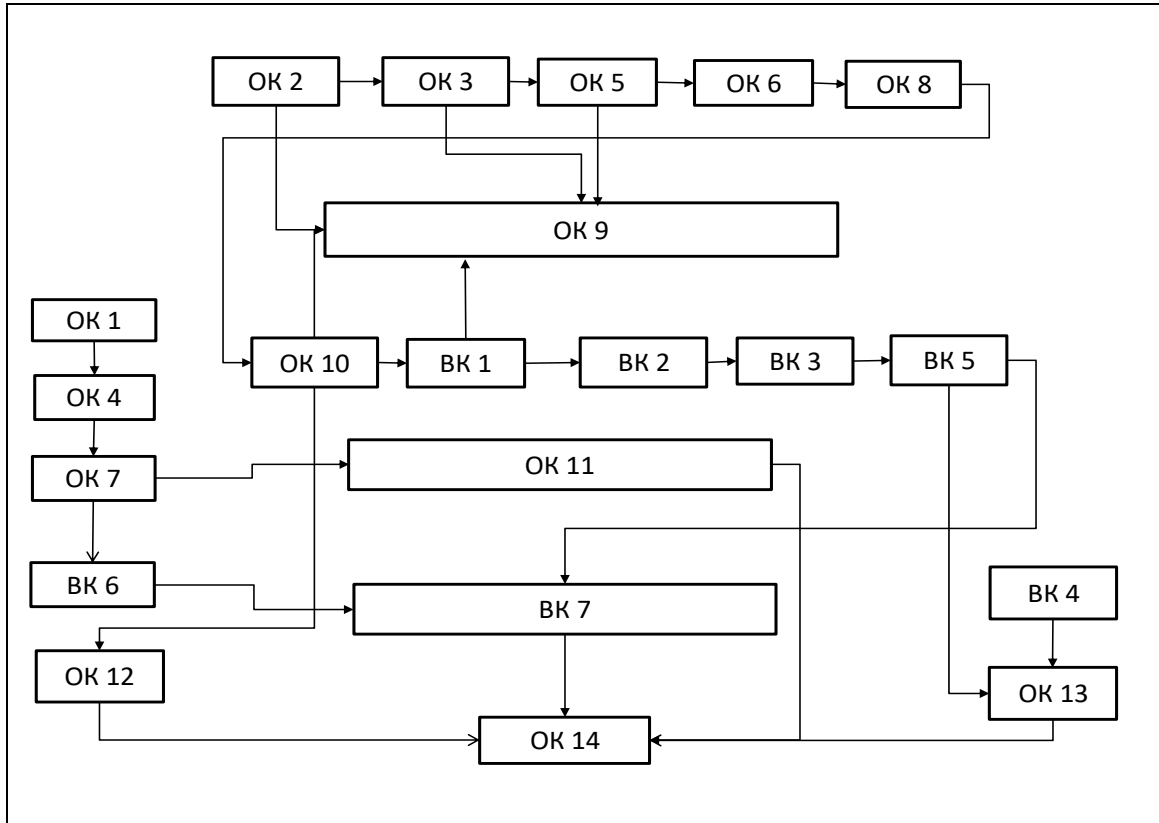 ОК 2
ОК 3
ОК 5
ОК 6
ОК 8
ОК 9
ОК 1
ОК 10
ВК 1
ВК 2
ВК 3
ВК 5
ОК 4
ОК 7
ОК 11
ВК 6
ВК 7
ВК 4
ОК 12
ОК 13
ОК 14